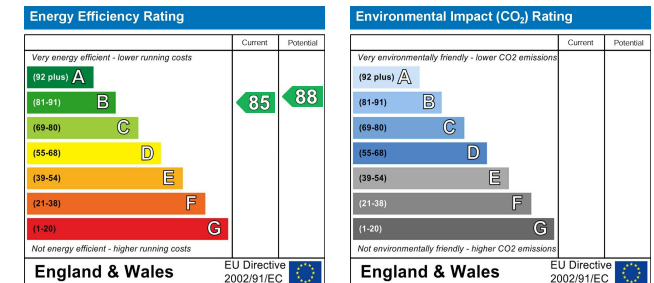 Energy Efficiency Rating
Current Potential
Very energy efficient - lower running costs
(92 plus) A
(81-91) B
85 88
(69-80) C
(55-68) D
(39-54) E
(21-38) F
(1-20) G
Not energy efficient - higher running costs
England & Wales
EU Directive
2002/91/EC
Environmental Impact (CO₂) Rating
Current Potential
Very environmentally friendly - lower CO2 emissions
(92 plus) A
(81-91) B
(69-80) C
(55-68) D
(39-54) E
(21-38) F
(1-20) G
Not environmentally friendly - higher CO2 emissions
England & Wales
EU Directive
2002/91/EC